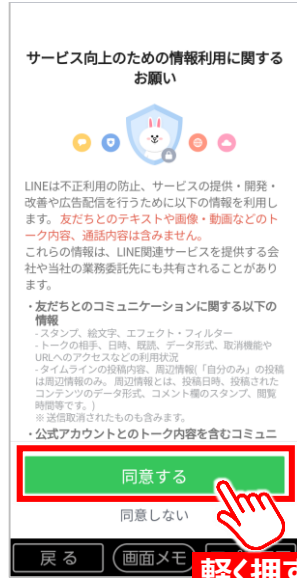 サービス向上のための情報利用に関する
お願い
LINEは不正利用の防止、サービスの提供・開発・
改善や広告配信を行うために以下の情報を利用し
ます。友だちとのテキストや画像・動画などのト
ーク内容、通話内容は含みません。
これらの情報は、LINE関連サービスを提供する会
社や当社の業務委託先にも共有されることがあり
ます。
・友だちとのコミュニケーションに関する以下の
情報
- スタンプ、絵文字、エフェクト・フィルター
- トークの相手、日時、既読、データ形式、取消機能や
URLへのアクセスなどの利用状況
- タイムラインの投稿内容、周辺情報(「自分のみ」の投稿
は周辺情報のみ。周辺情報とは、投稿日時、投稿された
コンテンツのデータ形式、コメント欄のスタンプ、閲覧
時間等です。)
※ 送信取消されたものも含みます。
・公式アカウントとのトーク内容を含むコミュニ
同意する
同意しない
戻る
画面メモ
軽く押す